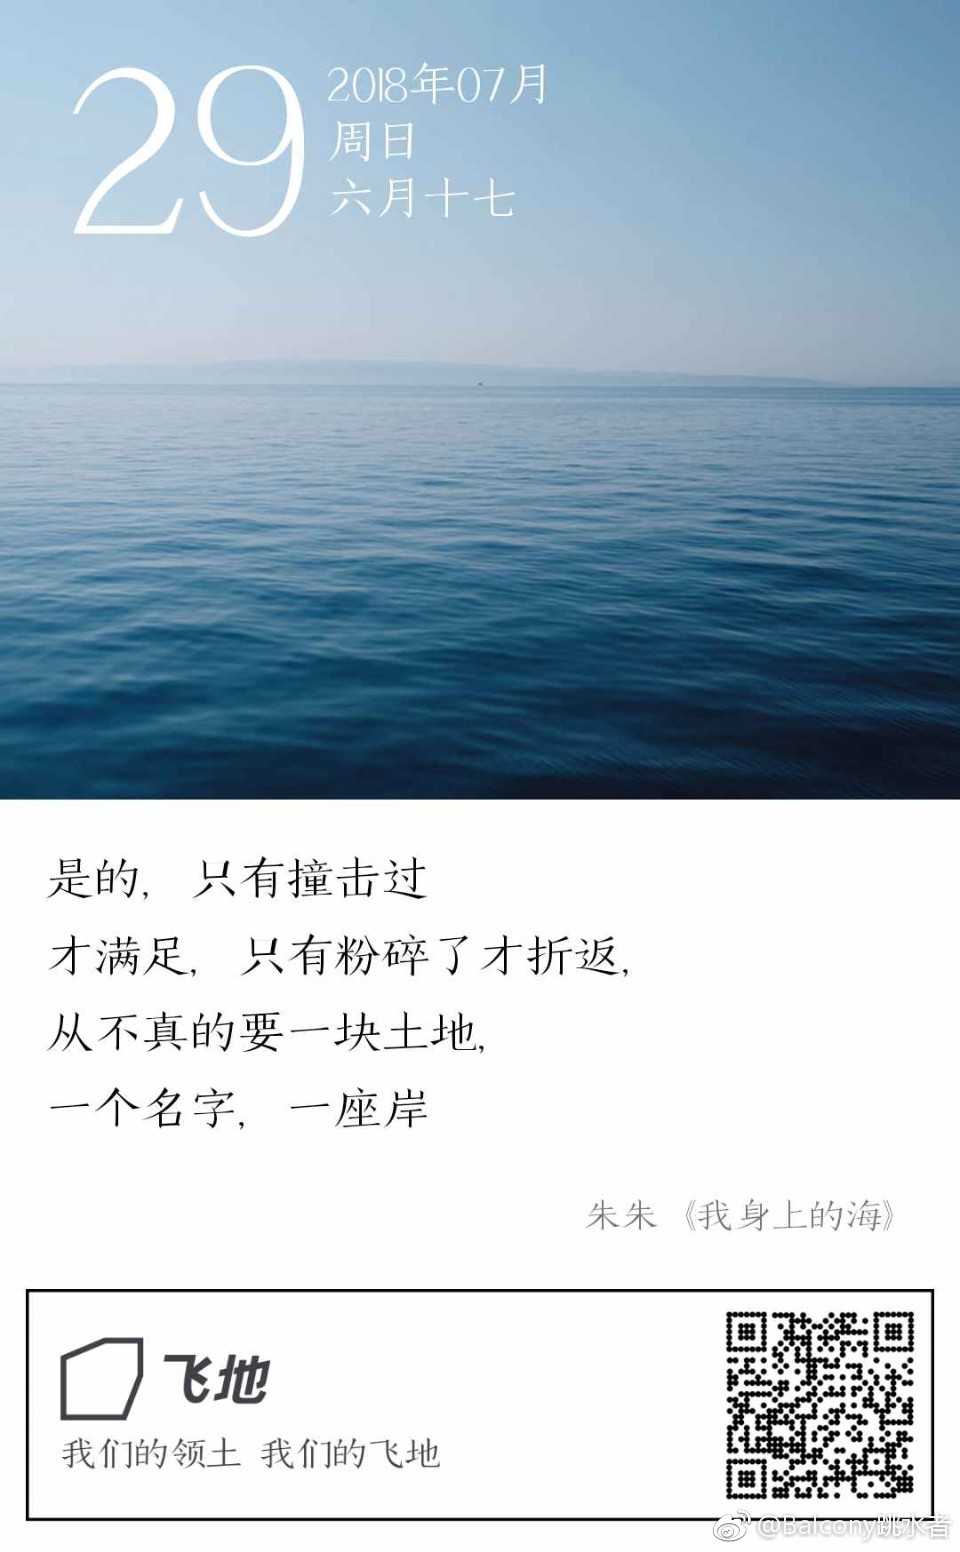 29
2018年07月
周日
六月十七
是的，只有撞击过
才满足，只有粉碎了才折返，
从不真的要一块土地，
一个名字，一座岸
朱朱《我身上的海》
飞地
我们的领土 我们的飞地
@Balcony跳水者